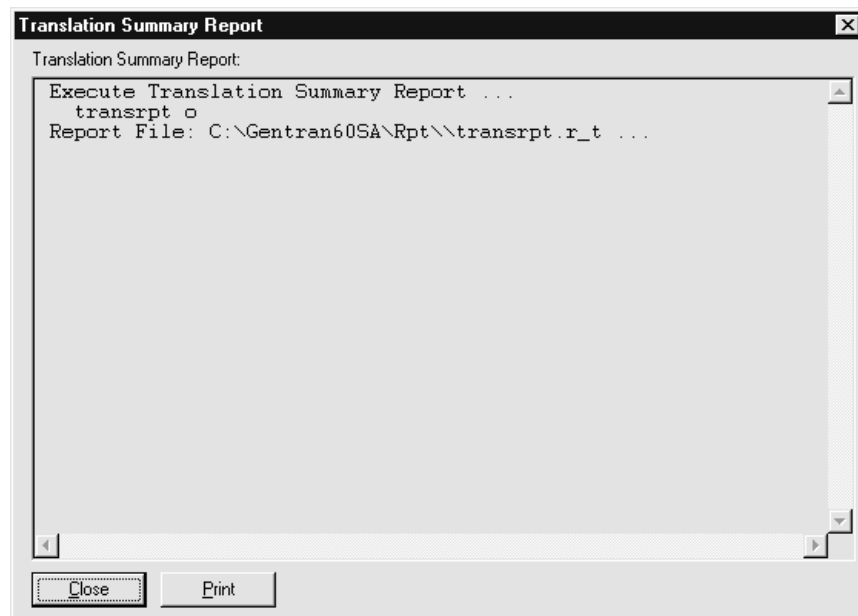 Translation Summary Report
Translation Summary Report:
Execute Translation Summary Report ...
transrpt o
Report File: C:\Gentran60SA\Rpt\\transrpt.r_t ...
Close Print